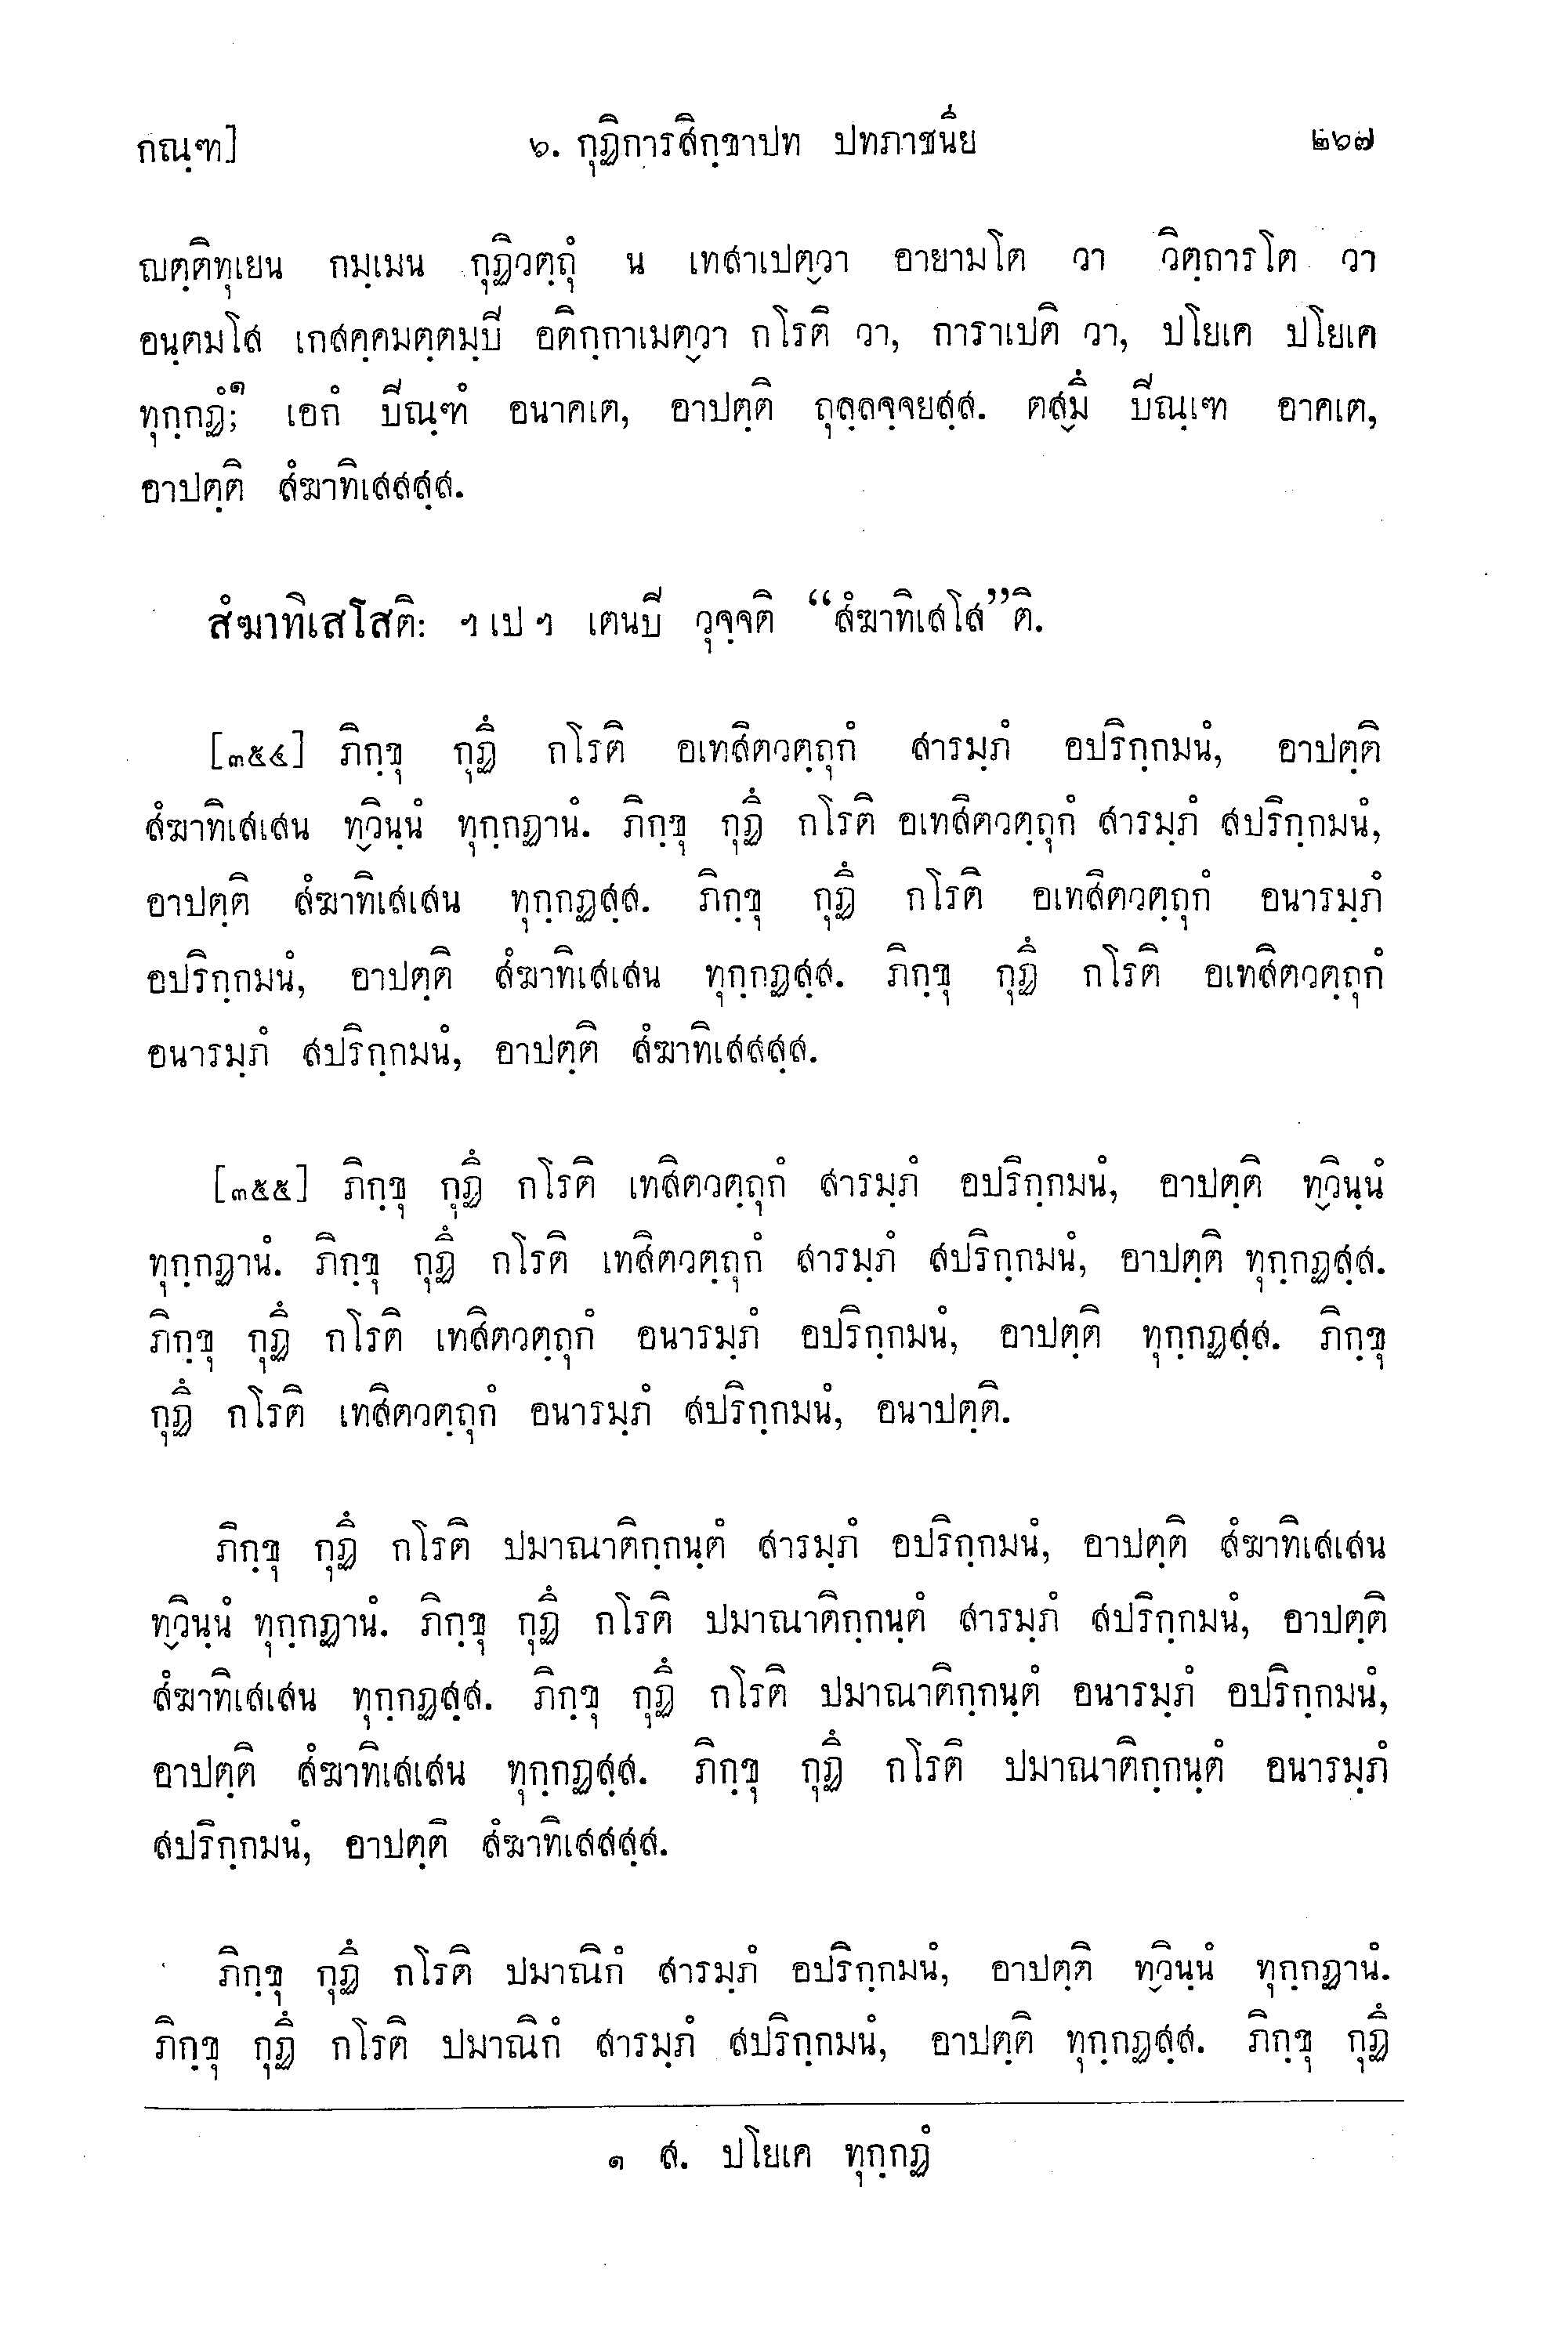 กณฺฑ] ๖. กุฏิการสิกฺขาปท ปทภาชนีย ๒๖๗
ญตฺติทุเยน กมฺเมน กุฏิวตฺถุํ น เทสาเปตฺวา อายามโต วา วิตฺถารโต วา
อนฺตมโส เกสคฺคมตฺตมฺปิ อติกฺกาเมตฺวา กโรติ วา, การาเปติ วา, ปโยเค ปโยเค
ทุกฺกฏํ;๑ เอกํ ปิณฺฑํ อนาคเต, อาปตฺติ ถุลฺลจฺจยสฺส. ตสฺมึ ปิณฺเฑ อาคเต,
อาปตฺติ สํฆาทิเสสสฺส.
สํฆาทิเสโสติ: ฯ เป ฯ เตนปิ วุจฺจติ “สํฆาทิเสโส”ติ.
[๓๕๔] ภิกฺขุ กุฏึ กโรติ อเทสิตวตฺถุกํ สารมฺภํ อปริกฺกมนํ, อาปตฺติ
สํฆาทิเสเสน ทฺวินฺนํ ทุกฺกฏานํ. ภิกฺขุ กุฏึ กโรติ อเทสิตวตฺถุกํ สารมฺภํ สปริกฺกมนํ,
อาปตฺติ สํฆาทิเสเสน ทุกฺกฏสฺส. ภิกฺขุ กุฏึ กโรติ อเทสิตวตฺถุกํ อนารมฺภํ
อปริกฺกมนํ, อาปตฺติ สํฆาทิเสเสน ทุกฺกฏสฺส. ภิกฺขุ กุฏึ กโรติ อเทสิตวตฺถุกํ
อนารมฺภํ สปริกฺกมนํ, อาปตฺติ สํฆาทิเสสสฺส.
[๓๕๕] ภิกฺขุ กุฏึ กโรติ เทสิตวตฺถุกํ สารมฺภํ อปริกฺกมนํ, อาปตฺติ ทฺวินฺนํ
ทุกฺกฏานํ. ภิกฺขุ กุฏึ กโรติ เทสิตวตฺถุกํ สารมฺภํ สปริกฺกมนํ, อาปตฺติ ทุกฺกฏสฺส.
ภิกฺขุ กุฏึ กโรติ เทสิตวตฺถุกํ อนารมฺภํ อปริกฺกมนํ, อาปตฺติ ทุกฺกฏสฺส. ภิกฺขุ
กุฏึ กโรติ เทสิตวตฺถุกํ อนารมฺภํ สปริกฺกมนํ, อนาปตฺติ.
ภิกฺขุ กุฏึ กโรติ ปมาณาติกฺกนฺตํ สารมฺภํ อปริกฺกมนํ, อาปตฺติ สํฆาทิเสเสน
ทฺวินฺนํ ทุกฺกฏานํ. ภิกฺขุ กุฏึ กโรติ ปมาณาติกฺกนฺตํ สารมฺภํ สปริกฺกมนํ, อาปตฺติ
สํฆาทิเสเสน ทุกฺกฏสฺส. ภิกฺขุ กุฏึ กโรติ ปมาณาติกฺกนฺตํ อนารมฺภํ อปริกฺกมนํ,
อาปตฺติ สํฆาทิเสเสน ทุกฺกฏสฺส. ภิกฺขุ กุฏึ กโรติ ปมาณาติกฺกนฺตํ อนารมฺภํ
สปริกฺกมนํ, อาปตฺติ สํฆาทิเสสสฺส.
ภิกฺขุ กุฏึ กโรติ ปมาณิกํ สารมฺภํ อปริกฺกมนํ, อาปตฺติ ทฺวินฺนํ ทุกฺกฏานํ.
ภิกฺขุ กุฏึ กโรติ ปมาณิกํ สารมฺภํ สปริกฺกมนํ, อาปตฺติ ทุกฺกฏสฺส. ภิกฺขุ กุฏึ
๑ ส. ปโยเค ทุกฺกฏํ